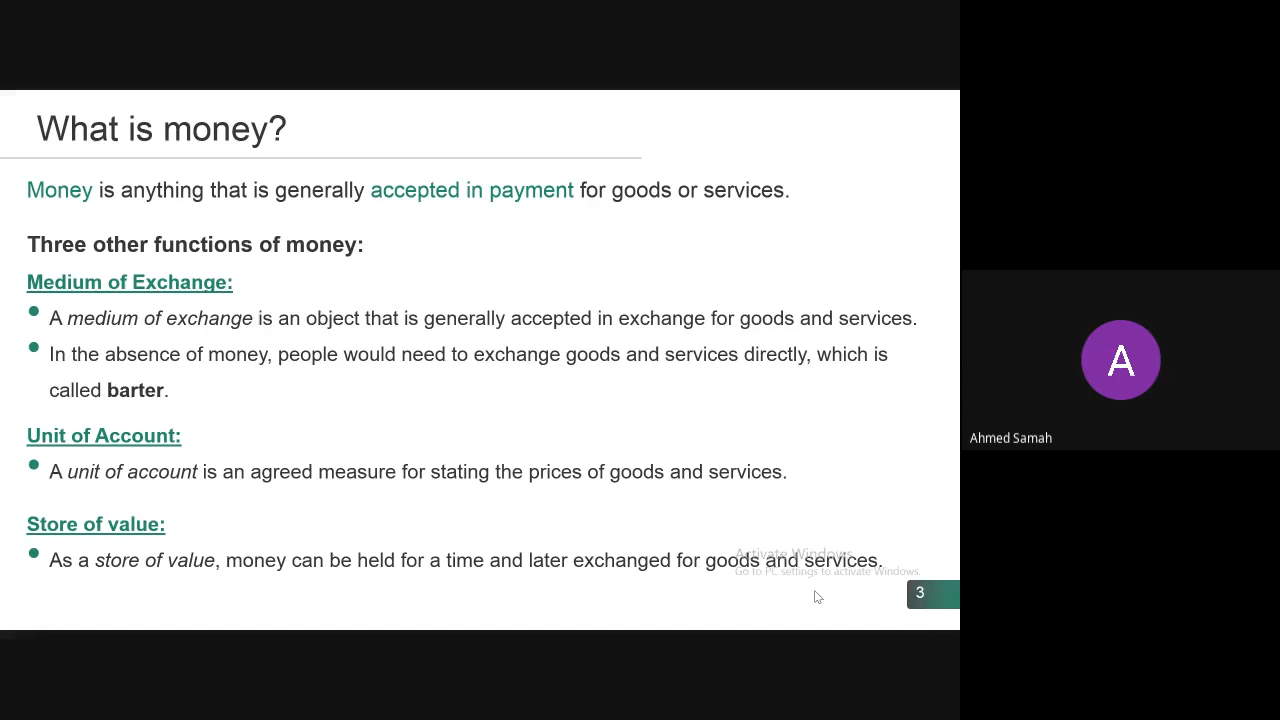 What is money?
Money is anything that is generally accepted in payment for goods or services.
Three other functions of money:
Medium of Exchange:
A medium of exchange is an object that is generally accepted in exchange for goods and services.
In the absence of money, people would need to exchange goods and services directly, which is
called barter.
Unit of Account:
A unit of account is an agreed measure for stating the prices of goods and services.
Store of value:
As a store of value, money can be held for a time and later exchanged for goods and services.
Activate Windows
Go to PC settings to activate Windows.
3
A
Ahmed Samah